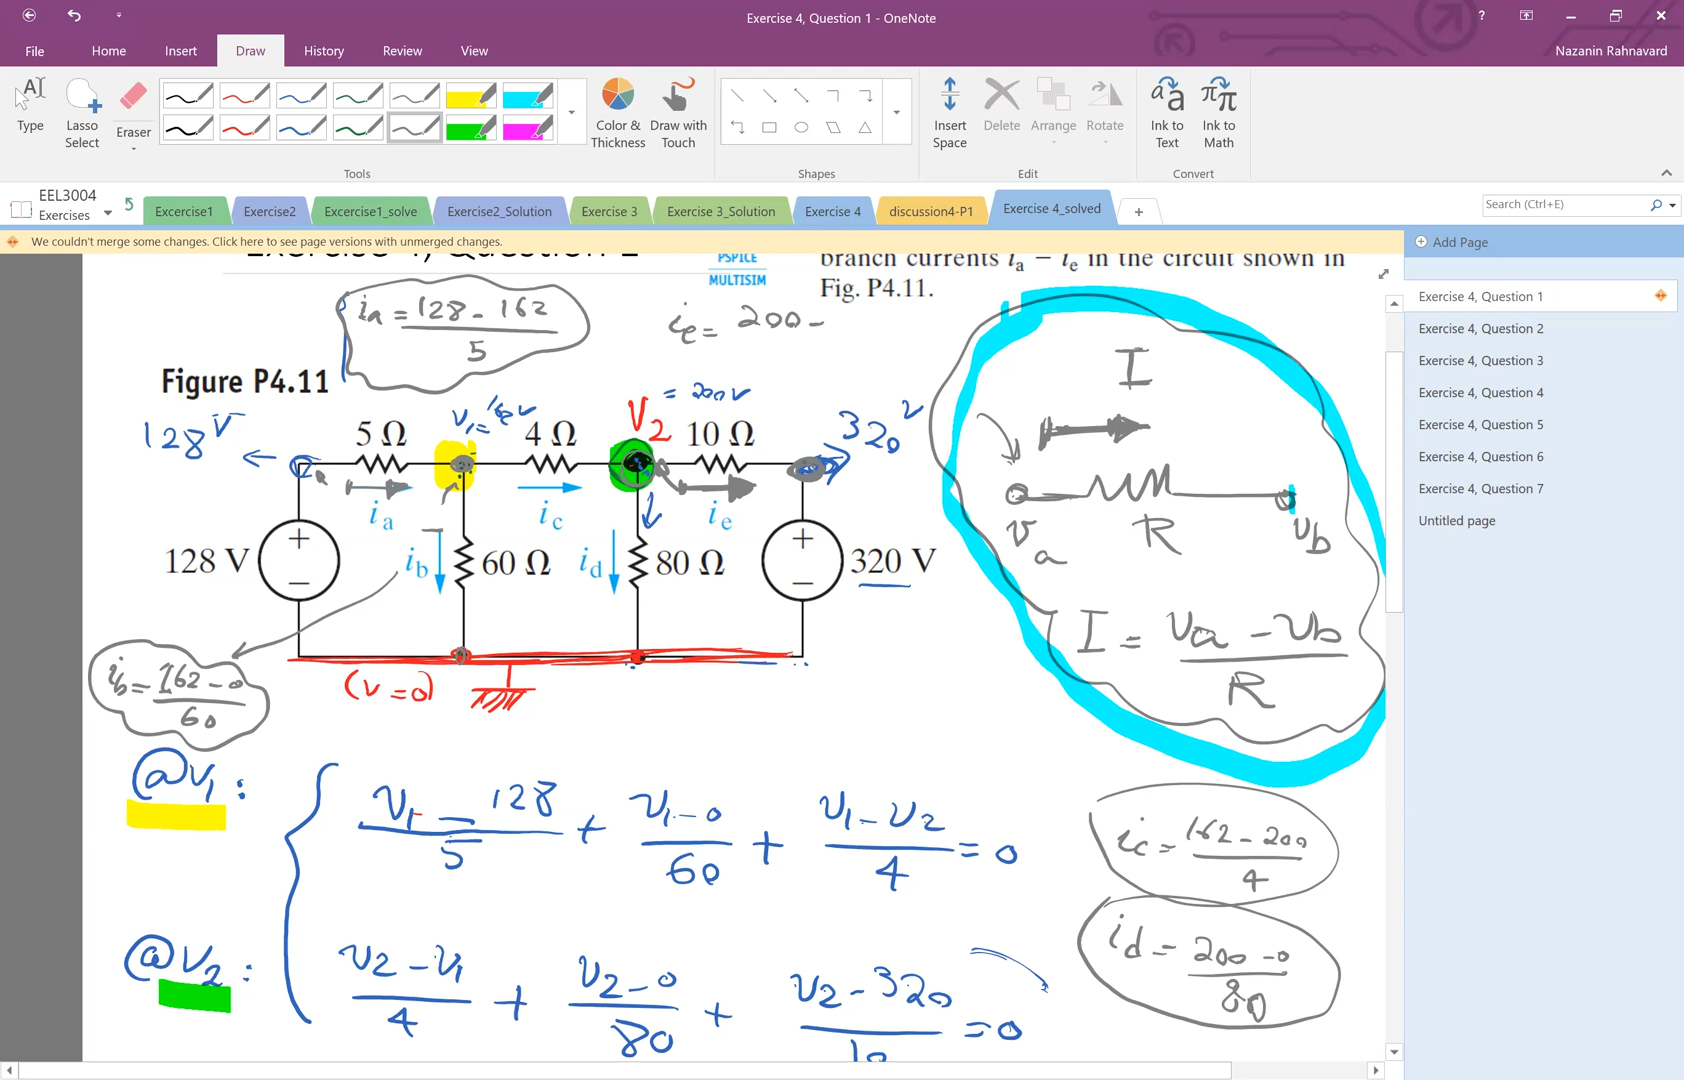 Exercise 4, Question 1 - OneNote
?
File Home Insert Draw History Review View
Nazanin Rahnavard
Type
Lasso Select
Eraser
Color & Thickness
Draw with Touch
Insert Space
Delete
Arrange
Rotate
Ink to Text
Ink to Math
Tools Shapes Edit Convert
EEL3004
Exercises
Excercise1 Exercise2 Excercise1_solve Exercise2_Solution Exercise 3 Exercise 3_Solution Exercise 4 discussion4-P1 Exercise 4_solved +
Search (Ctrl+E)
We couldn't merge some changes. Click here to see page versions with unmerged changes.
Add Page
Exercise 4, Question 1
Exercise 4, Question 2
Exercise 4, Question 3
Exercise 4, Question 4
Exercise 4, Question 5
Exercise 4, Question 6
Exercise 4, Question 7
Untitled page
PSPICE
MULTISIM
branch currents ia − ie in the circuit shown in
Fig. P4.11.
ia = 128 - 162 / 5
ie = 200 -
Figure P4.11
128 V
V2 = 200 V
320 V
5 Ω 4 Ω 10 Ω
ia ic ie
128 V
ib 60 Ω
id 80 Ω
320 V
+ −
+ −
(v = 0)
ib = 162 - 0 / 60
I
va R vb
I = va - vb / R
@v1: v1 - 128 / 5 + v1 - 0 / 60 + v1 - v2 / 4 = 0
ic = 162 - 200 / 4
@v2: v2 - v1 / 4 + v2 - 0 / 80 + v2 - 320 / 10 = 0
id = 200 - 0 / 80